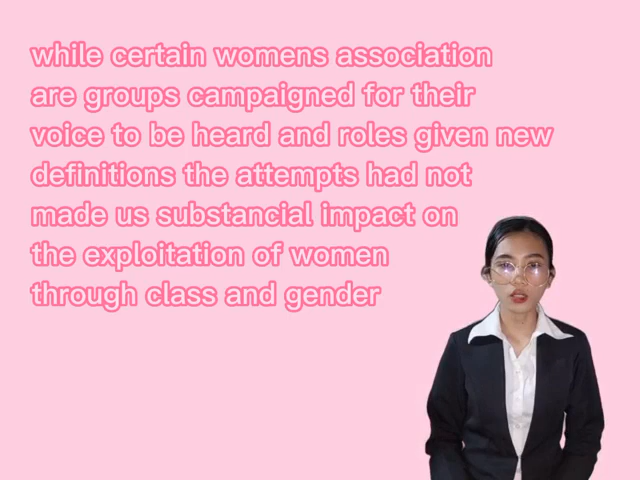 while certain womens association
are groups campaigned for their
voice to be heard and roles given new
definitions the attempts had not
made us substancial impact on
the exploitation of women
through class and gender